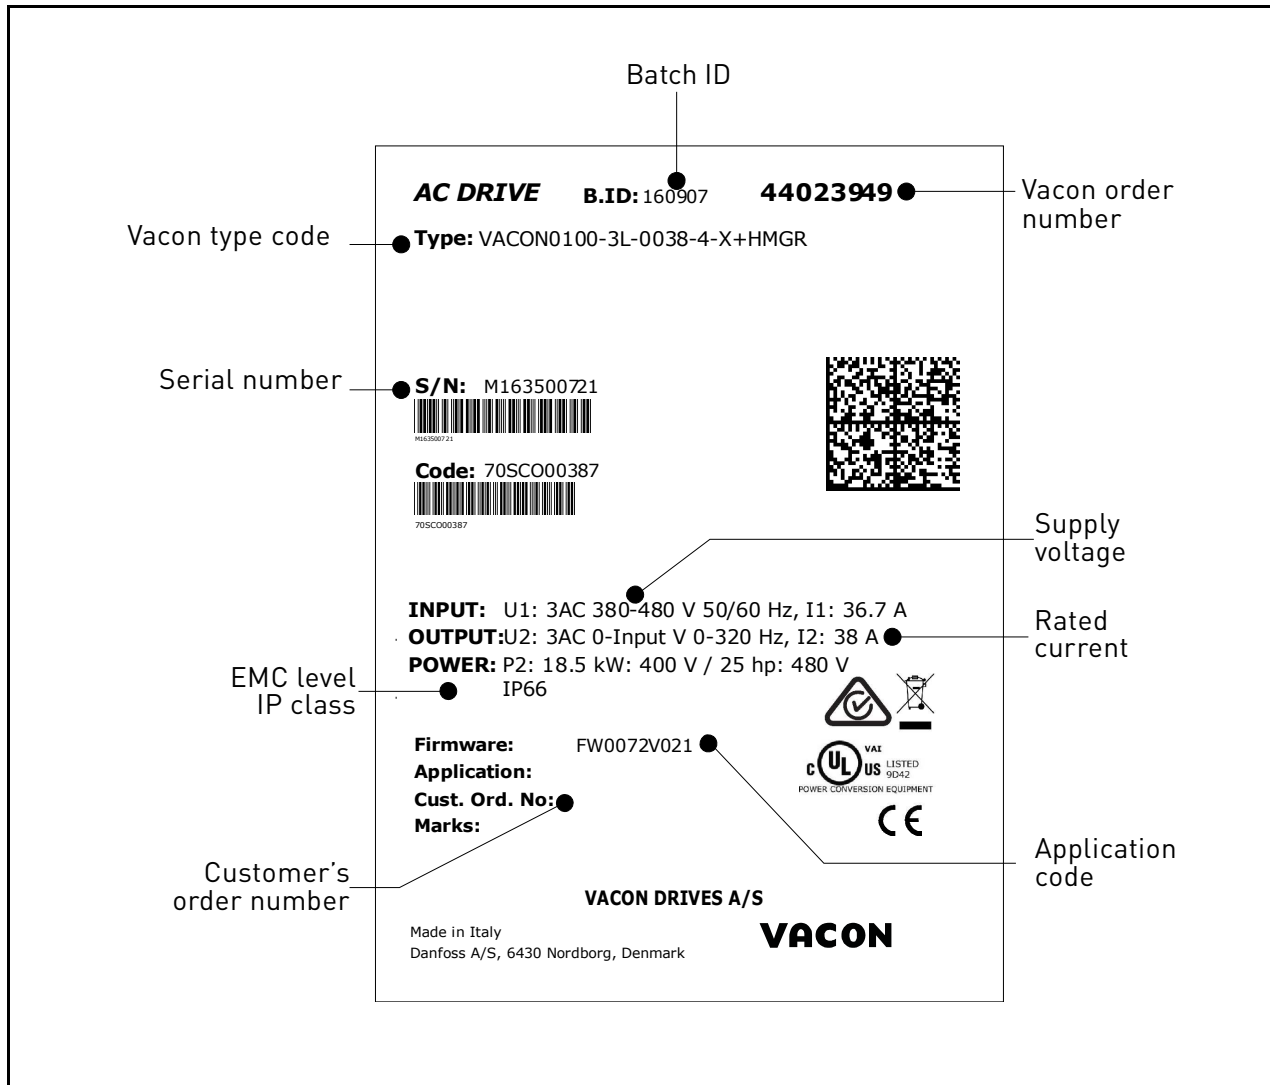 Batch ID
AC DRIVE B.ID: 160907 44023949
Vacon order
number
Vacon type code
Type: VACON0100-3L-0038-4-X+HMGR
Serial number
S/N: M163500721
M163500721
Code: 70SCO00387
70SCO00387
Supply
voltage
INPUT: U1: 3AC 380-480 V 50/60 Hz, I1: 36.7 A
OUTPUT: U2: 3AC 0-Input V 0-320 Hz, I2: 38 A
POWER: P2: 18.5 kW: 400 V / 25 hp: 480 V
IP66
Rated
current
EMC level
IP class
Firmware: FW0072V021
Application:
Cust. Ord. No:
Marks:
C UL US VAI LISTED
9D42
POWER CONVERSION EQUIPMENT
CE
Customer's
order number
Application
code
VACON DRIVES A/S
Made in Italy
Danfoss A/S, 6430 Nordborg, Denmark
VACON